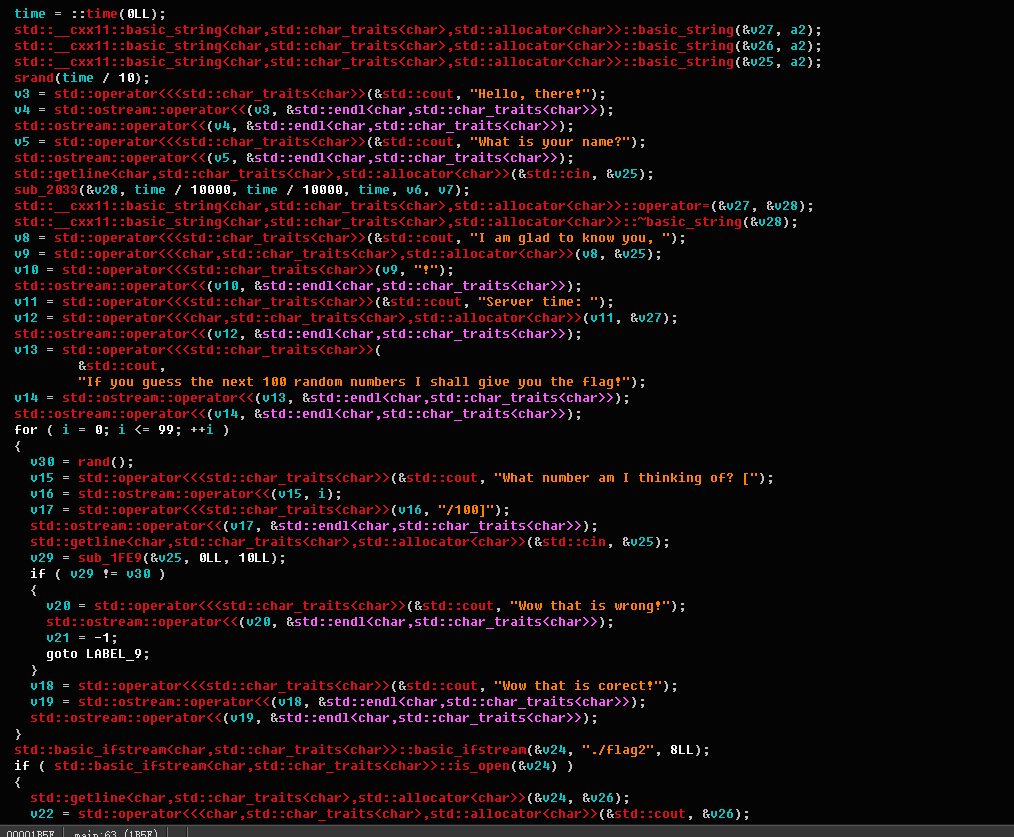 time = ::time(0LL);
std::__cxx11::basic_string<char,std::char_traits<char>,std::allocator<char>>::basic_string(&v27, a2);
std::__cxx11::basic_string<char,std::char_traits<char>,std::allocator<char>>::basic_string(&v26, a2);
std::__cxx11::basic_string<char,std::char_traits<char>,std::allocator<char>>::basic_string(&v25, a2);
srand(time / 10);
v3 = std::operator<<<std::char_traits<char>>(&std::cout, "Hello, there!");
v4 = std::ostream::operator<<(v3, &std::endl<char,std::char_traits<char>>);
std::ostream::operator<<(v4, &std::endl<char,std::char_traits<char>>);
v5 = std::operator<<<std::char_traits<char>>(&std::cout, "What is your name?");
std::ostream::operator<<(v5, &std::endl<char,std::char_traits<char>>);
std::getline<char,std::char_traits<char>,std::allocator<char>>(&std::cin, &v25);
sub_2033(&v28, time / 10000, time / 10000, time, v6, v7);
std::__cxx11::basic_string<char,std::char_traits<char>,std::allocator<char>>::operator=(&v27, &v28);
std::__cxx11::basic_string<char,std::char_traits<char>,std::allocator<char>>::~basic_string(&v28);
v8 = std::operator<<<std::char_traits<char>>(&std::cout, "I am glad to know you, ");
v9 = std::operator<<<char,std::char_traits<char>,std::allocator<char>>(v8, &v25);
v10 = std::operator<<<std::char_traits<char>>(v9, "!");
std::ostream::operator<<(v10, &std::endl<char,std::char_traits<char>>);
v11 = std::operator<<<std::char_traits<char>>(&std::cout, "Server time: ");
v12 = std::operator<<<char,std::char_traits<char>,std::allocator<char>>(v11, &v27);
std::ostream::operator<<(v12, &std::endl<char,std::char_traits<char>>);
v13 = std::operator<<<std::char_traits<char>>(
&std::cout,
"If you guess the next 100 random numbers I shall give you the flag!");
v14 = std::ostream::operator<<(v13, &std::endl<char,std::char_traits<char>>);
std::ostream::operator<<(v14, &std::endl<char,std::char_traits<char>>);
for ( i = 0; i <= 99; ++i )
{
v30 = rand();
v15 = std::operator<<<std::char_traits<char>>(&std::cout, "What number am I thinking of? [");
v16 = std::ostream::operator<<(v15, i);
v17 = std::operator<<<std::char_traits<char>>(v16, "/100]");
std::ostream::operator<<(v17, &std::endl<char,std::char_traits<char>>);
std::getline<char,std::char_traits<char>,std::allocator<char>>(&std::cin, &v25);
v29 = sub_1FE9(&v25, 0LL, 10LL);
if ( v29 != v30 )
{
v20 = std::operator<<<std::char_traits<char>>(&std::cout, "Wow that is wrong!");
std::ostream::operator<<(v20, &std::endl<char,std::char_traits<char>>);
v21 = -1;
goto LABEL_9;
}
v18 = std::operator<<<std::char_traits<char>>(&std::cout, "Wow that is corect!");
v19 = std::ostream::operator<<(v18, &std::endl<char,std::char_traits<char>>);
std::ostream::operator<<(v19, &std::endl<char,std::char_traits<char>>);
}
std::basic_ifstream<char,std::char_traits<char>>::basic_ifstream(&v24, "./flag2", 8LL);
if ( std::basic_ifstream<char,std::char_traits<char>>::is_open(&v24) )
{
std::getline<char,std::char_traits<char>,std::allocator<char>>(&v24, &v26);
v22 = std::operator<<<char,std::char_traits<char>,std::allocator<char>>(&std::cout, &v26);